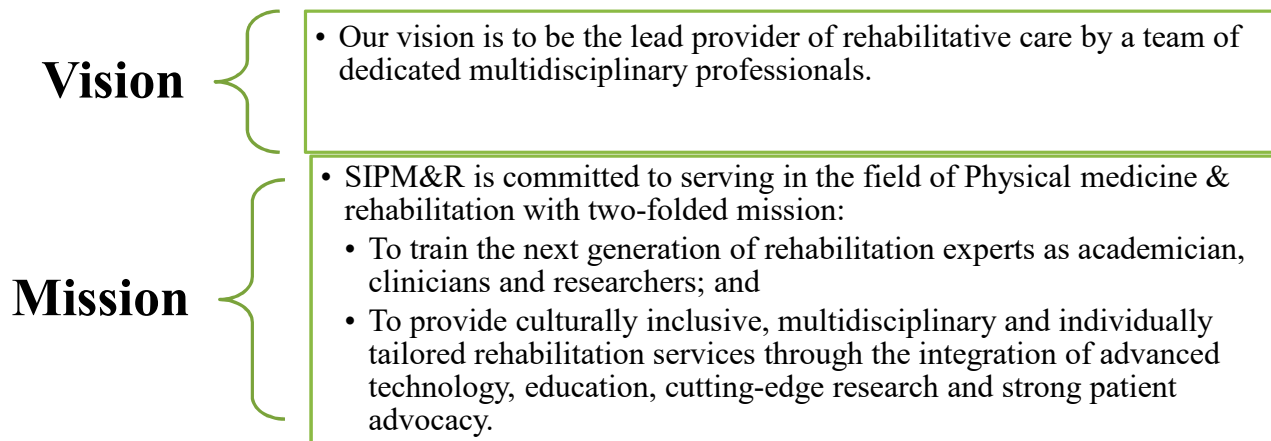 Vision
• Our vision is to be the lead provider of rehabilitative care by a team of
dedicated multidisciplinary professionals.
Mission
• SIPM&R is committed to serving in the field of Physical medicine &
rehabilitation with two-folded mission:
• To train the next generation of rehabilitation experts as academician,
clinicians and researchers; and
• To provide culturally inclusive, multidisciplinary and individually
tailored rehabilitation services through the integration of advanced
technology, education, cutting-edge research and strong patient
advocacy.